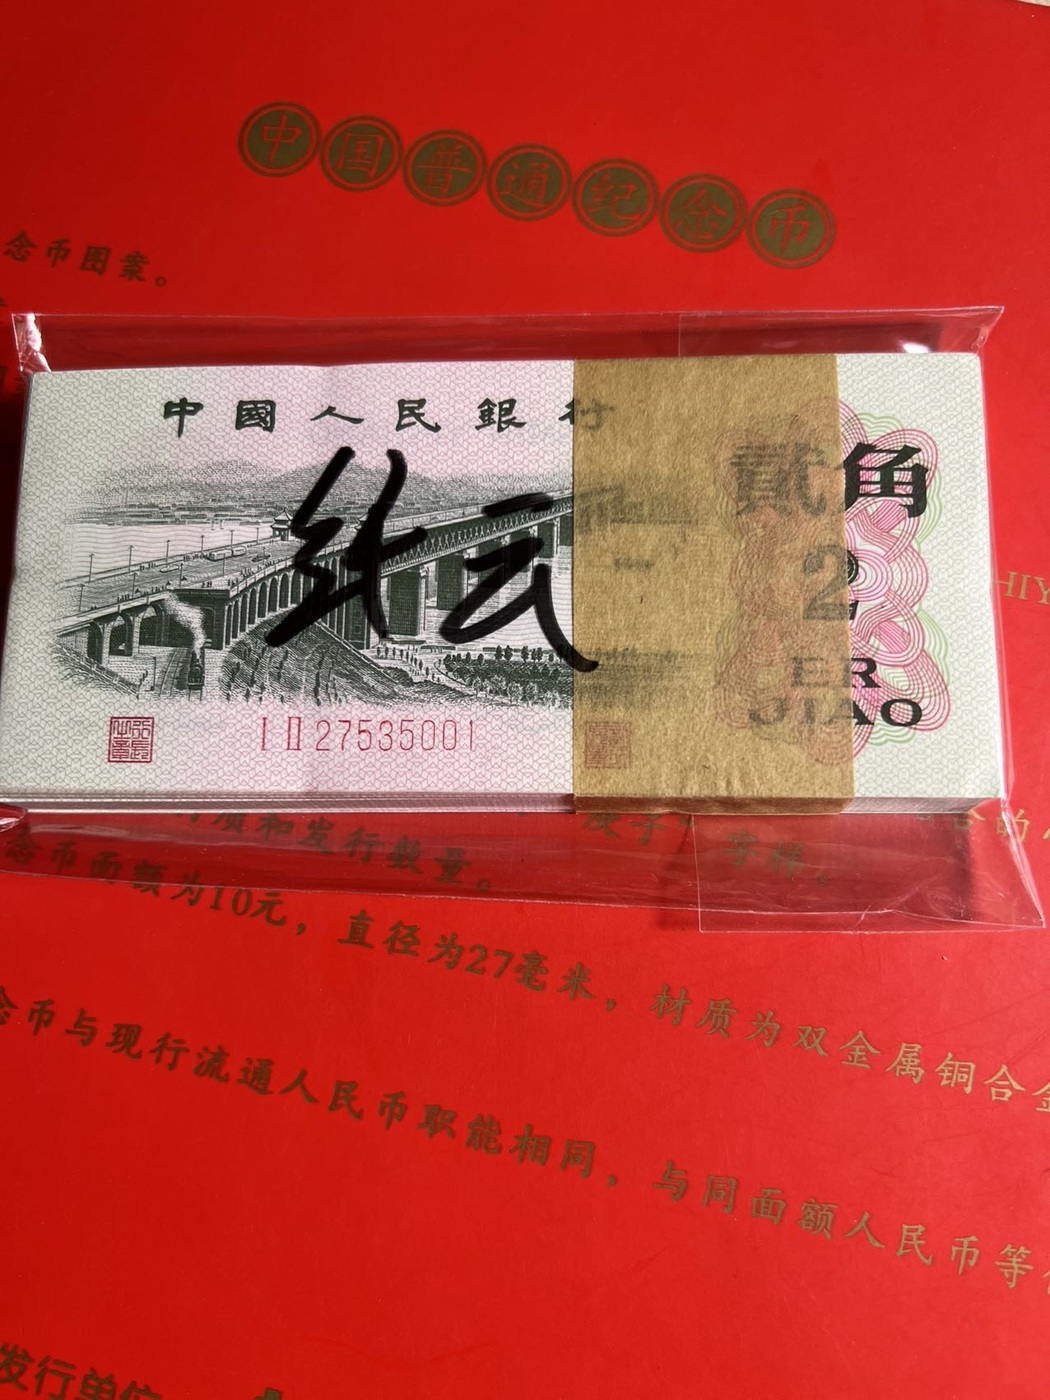 中国普通纪念币
念币图案。
中國人民銀行
纤云
貳角
2
ER
JIAO
I II 27535001
质和发行数量。
庚子"字样。
念币面额为10元，直径为27毫米，材质为双金属铜合金
念币与现行流通人民币职能相同，与同面额人民币等
发行单位